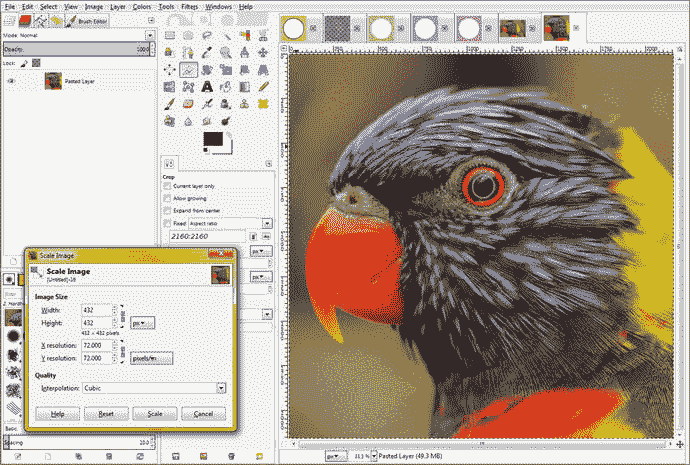 File Edit Select View Image Layer Colors Tools Filters Windows Help
Brush Editor
Mode: Normal
Opacity 100.0
Lock:
Pasted Layer
Crop
Current layer only
Allow growing
Expand from center
Fixed: Aspect ratio
2160:2160
px
px
Scale Image
Scale Image
Image Size
Width: 432
Height: 432
px
432 × 432 pixels
X resolution: 72.000
Y resolution: 72.000
pixels/in
Quality
Interpolation: Cubic
Help Reset Scale Cancel
Basic
Spacing 20.0
px 33.3 % Pasted Layer (49.3 MB)